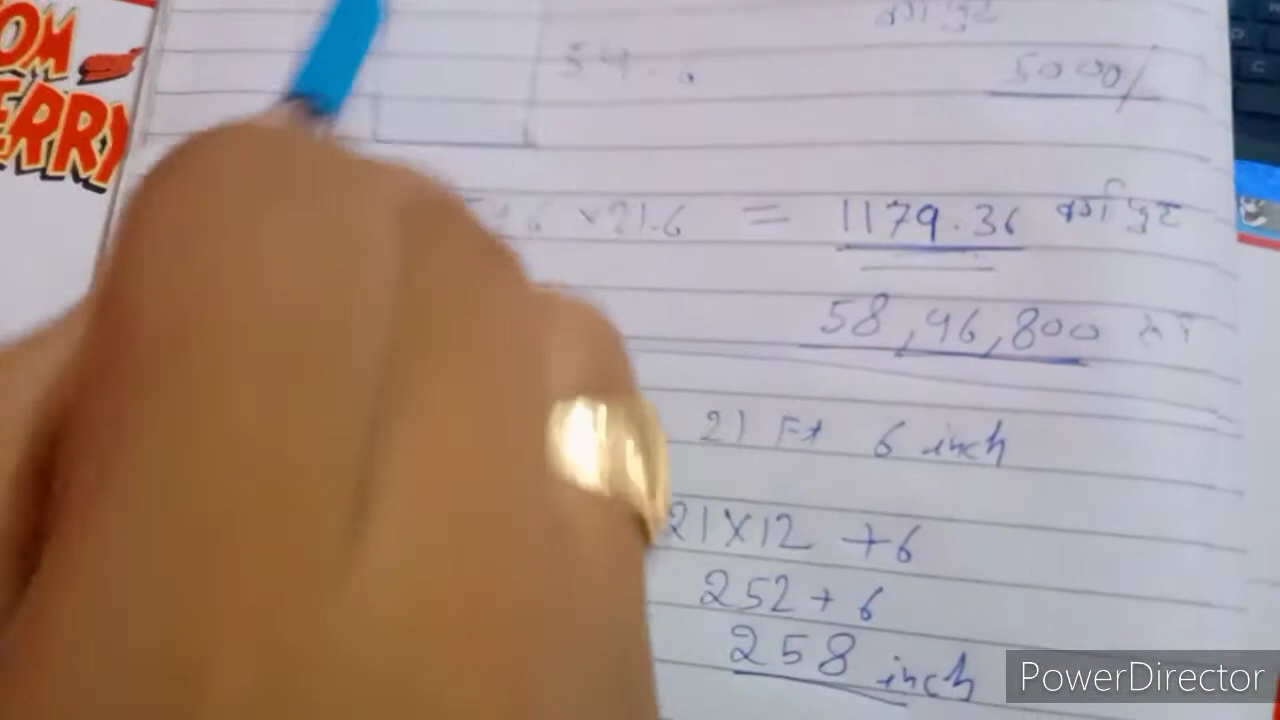 OM
ERRY
वर्गफुट
54.6
5000/
×21.6 = 1179.36 वर्गफुट
58,96,800
21 Ft 6 inch
21×12 +6
252+6
258 inch
PowerDirector